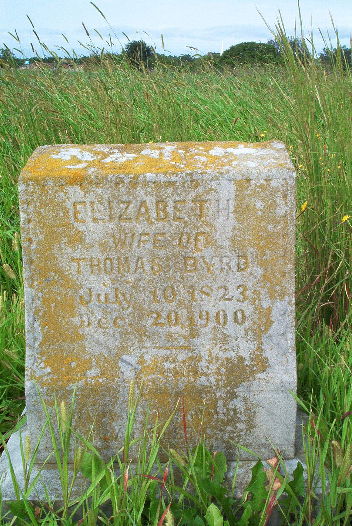 ELIZABETH
WIFE OF
THOMAS BYRD
July 10 1823
Dec. 20 1900